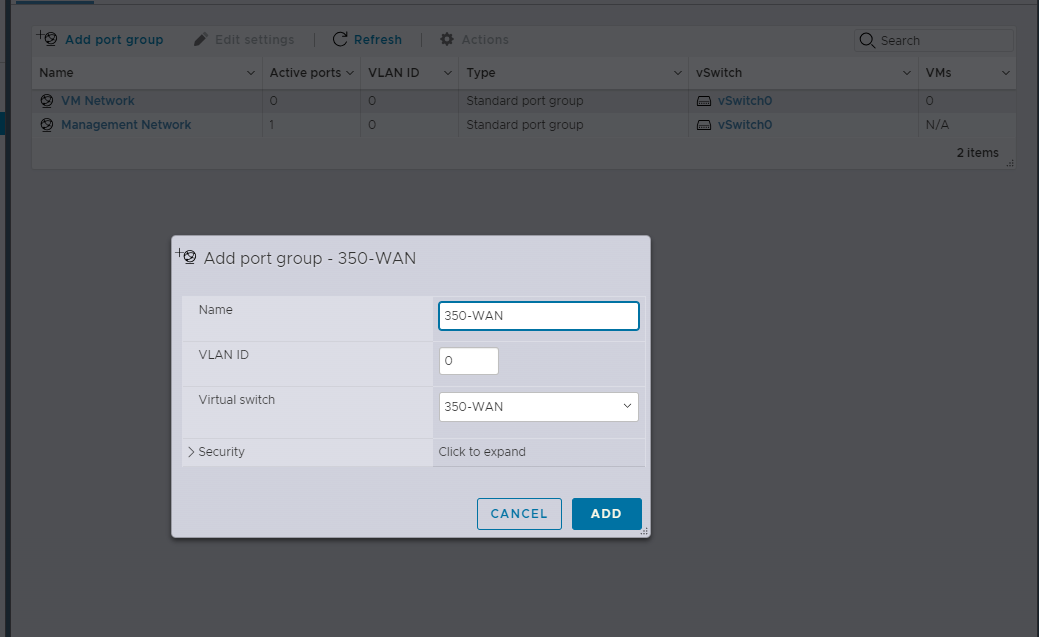 Add port group Edit settings Refresh Actions Search
Name Active ports VLAN ID Type vSwitch VMs
VM Network 0 0 Standard port group vSwitch0 0
Management Network 1 0 Standard port group vSwitch0 N/A
2 items
Add port group - 350-WAN
Name 350-WAN
VLAN ID 0
Virtual switch 350-WAN
Security Click to expand
CANCEL ADD